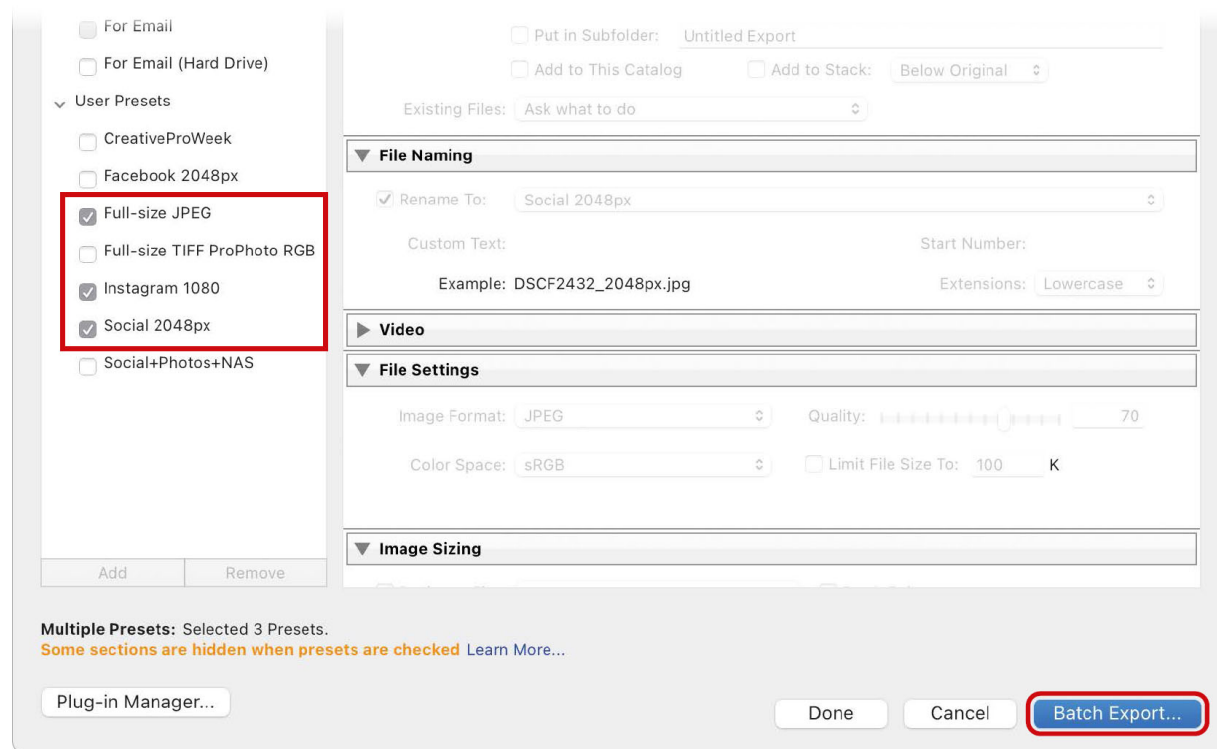 For Email
For Email (Hard Drive)
User Presets
CreativeProWeek
Facebook 2048px
Full-size JPEG
Full-size TIFF ProPhoto RGB
Instagram 1080
Social 2048px
Social+Photos+NAS
Add Remove
Put in Subfolder: Untitled Export
Add to This Catalog Add to Stack: Below Original
Existing Files: Ask what to do
File Naming
Rename To: Social 2048px
Custom Text: Start Number:
Example: DSCF2432_2048px.jpg Extensions: Lowercase
Video
File Settings
Image Format: JPEG Quality: 70
Color Space: sRGB Limit File Size To: 100 K
Image Sizing
Multiple Presets: Selected 3 Presets.
Some sections are hidden when presets are checked Learn More...
Plug-in Manager... Done Cancel Batch Export...